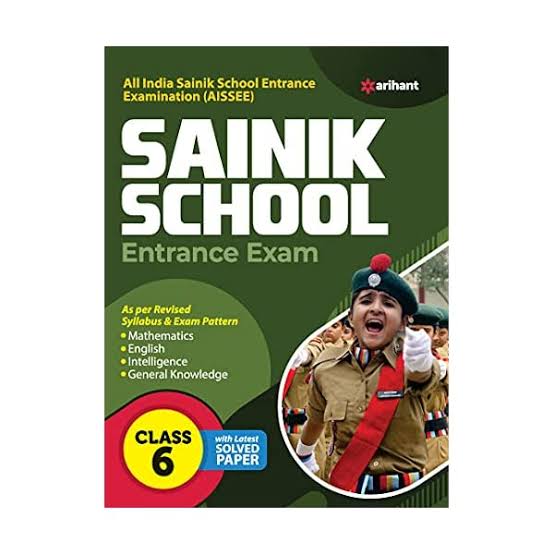 All India Sainik School Entrance
Examination (AISSEE)
arihant
SAINIK
SCHOOL
Entrance Exam
As per Revised
Syllabus & Exam Pattern
• Mathematics
• English
• Intelligence
• General Knowledge
CLASS
6
with Latest
SOLVED
PAPER